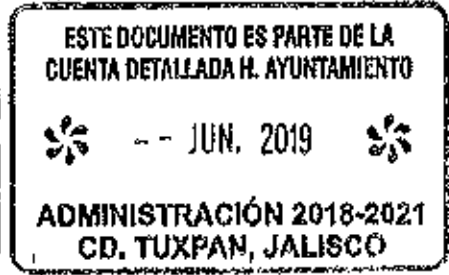 ESTE DOCUMENTO ES PARTE DE LA
CUENTA DETALLADA H. AYUNTAMIENTO
-- JUN. 2019
ADMINISTRACIÓN 2018-2021
CD. TUXPAN, JALISCO